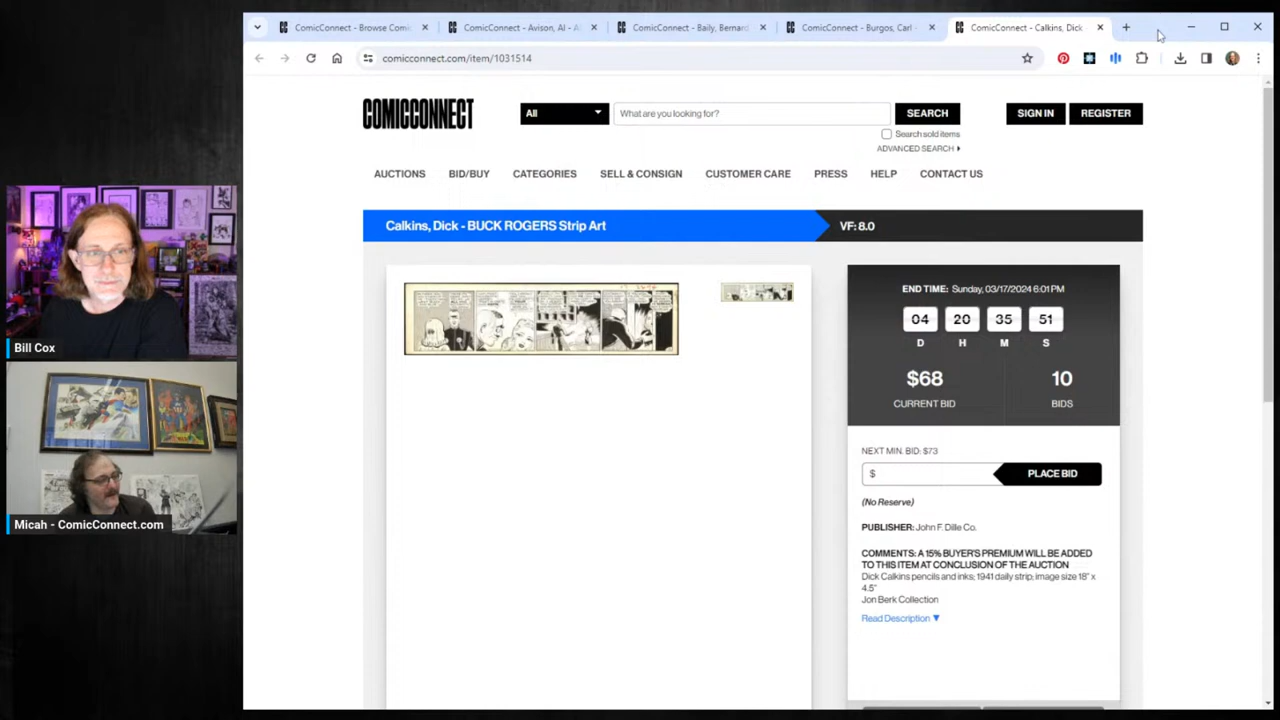 ComicConnect - Browse Comic
ComicConnect - Avison, Al - A
ComicConnect - Baily, Bernard
ComicConnect - Burgos, Carl -
ComicConnect - Calkins, Dick
comicconnect.com/item/1031514
COMICCONNECT
All
What are you looking for?
SEARCH
SIGN IN
REGISTER
Search sold items
ADVANCED SEARCH
AUCTIONS
BID/BUY
CATEGORIES
SELL & CONSIGN
CUSTOMER CARE
PRESS
HELP
CONTACT US
Calkins, Dick - BUCK ROGERS Strip Art
VF: 8.0
END TIME: Sunday, 03/17/2024 6:01 PM
04 20 35 51
D H M S
$68
10
CURRENT BID
BIDS
NEXT MIN. BID: $73
$
PLACE BID
(No Reserve)
PUBLISHER: John F. Dille Co.
COMMENTS: A 15% BUYER'S PREMIUM WILL BE ADDED
TO THIS ITEM AT CONCLUSION OF THE AUCTION
Dick Calkins pencils and inks; 1941 daily strip; image size 18" x
4.5"
Jon Berk Collection
Read Description ▼
Bill Cox
Micah - ComicConnect.com